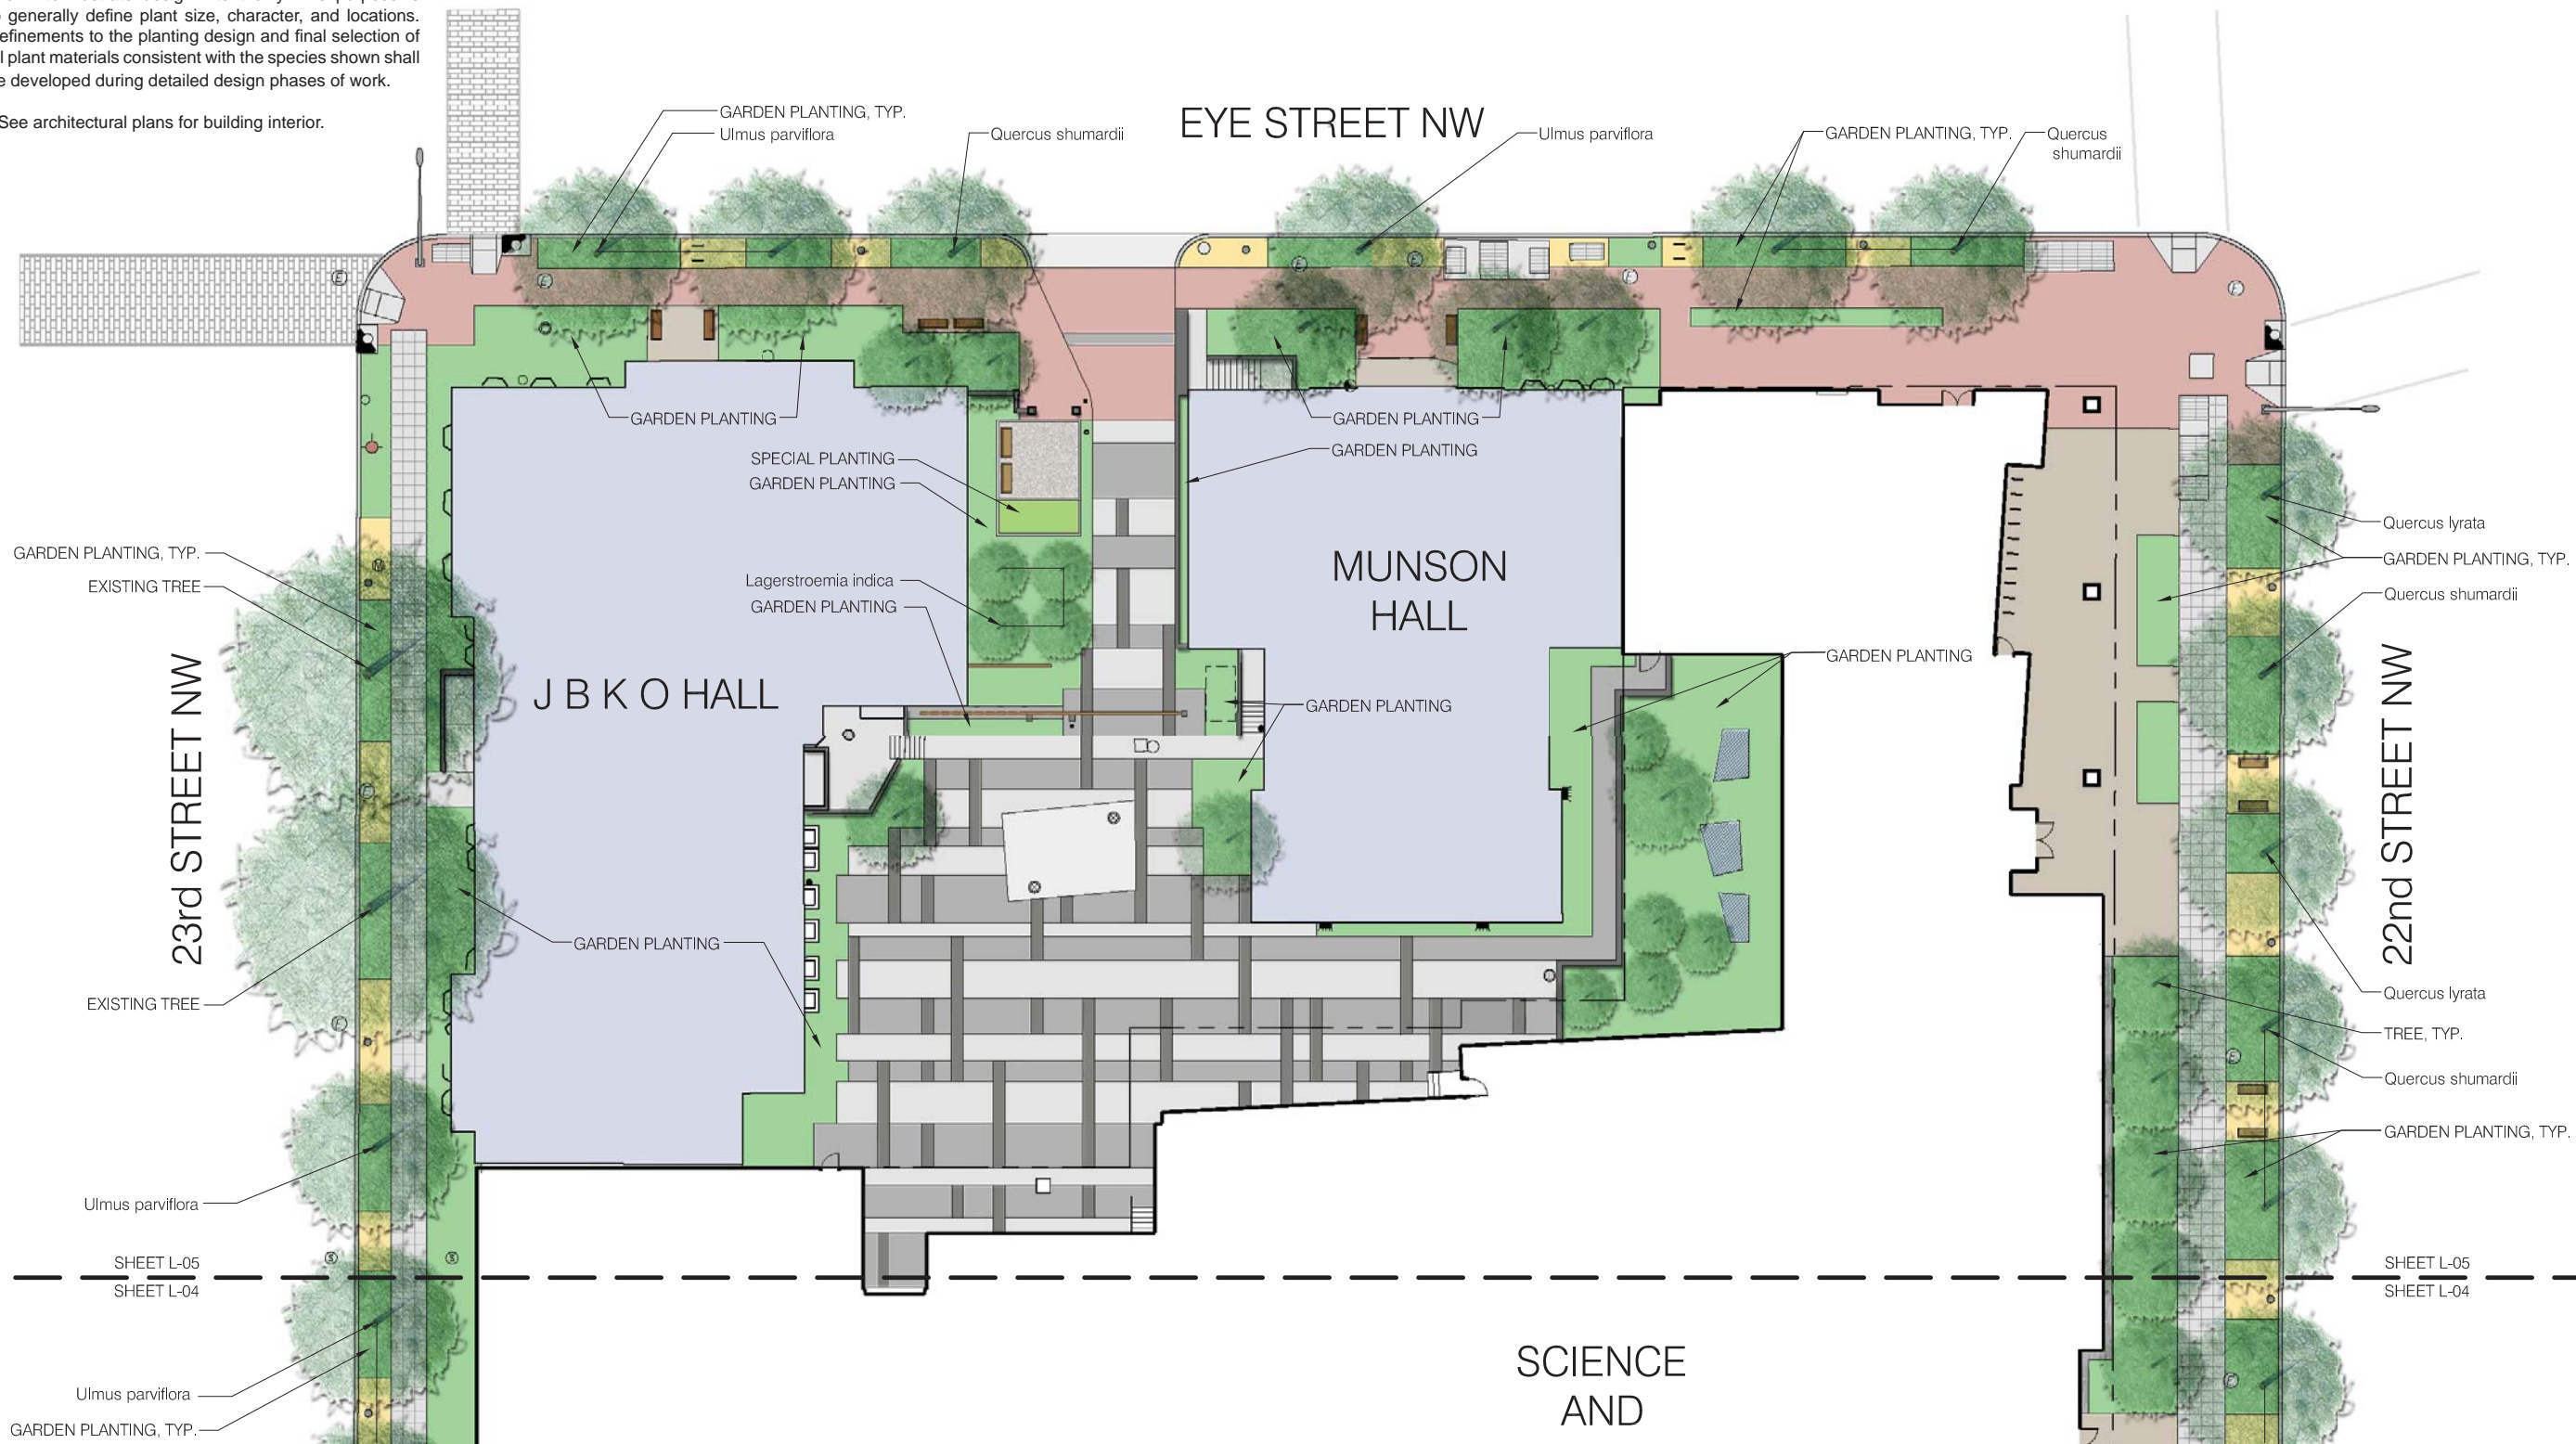 generally define plant size, character, and locations.
efinements to the planting design and final selection of
plant materials consistent with the species shown shall
developed during detailed design phases of work.
See architectural plans for building interior.
EYE STREET NW
GARDEN PLANTING, TYP.
Ulmus parviflora
Quercus shumardii
Ulmus parviflora
GARDEN PLANTING, TYP.
Quercus
shumardii
GARDEN PLANTING
GARDEN PLANTING
SPECIAL PLANTING
GARDEN PLANTING
GARDEN PLANTING
Lagerstroemia indica
GARDEN PLANTING
MUNSON
HALL
J B K O HALL
GARDEN PLANTING
GARDEN PLANTING
GARDEN PLANTING
GARDEN PLANTING, TYP.
EXISTING TREE
23rd STREET NW
EXISTING TREE
Ulmus parviflora
SHEET L-05
SHEET L-04
Ulmus parviflora
GARDEN PLANTING, TYP.
Quercus lyrata
GARDEN PLANTING, TYP.
Quercus shumardii
22nd STREET NW
Quercus lyrata
TREE, TYP.
Quercus shumardii
GARDEN PLANTING, TYP.
SHEET L-05
SHEET L-04
SCIENCE
AND